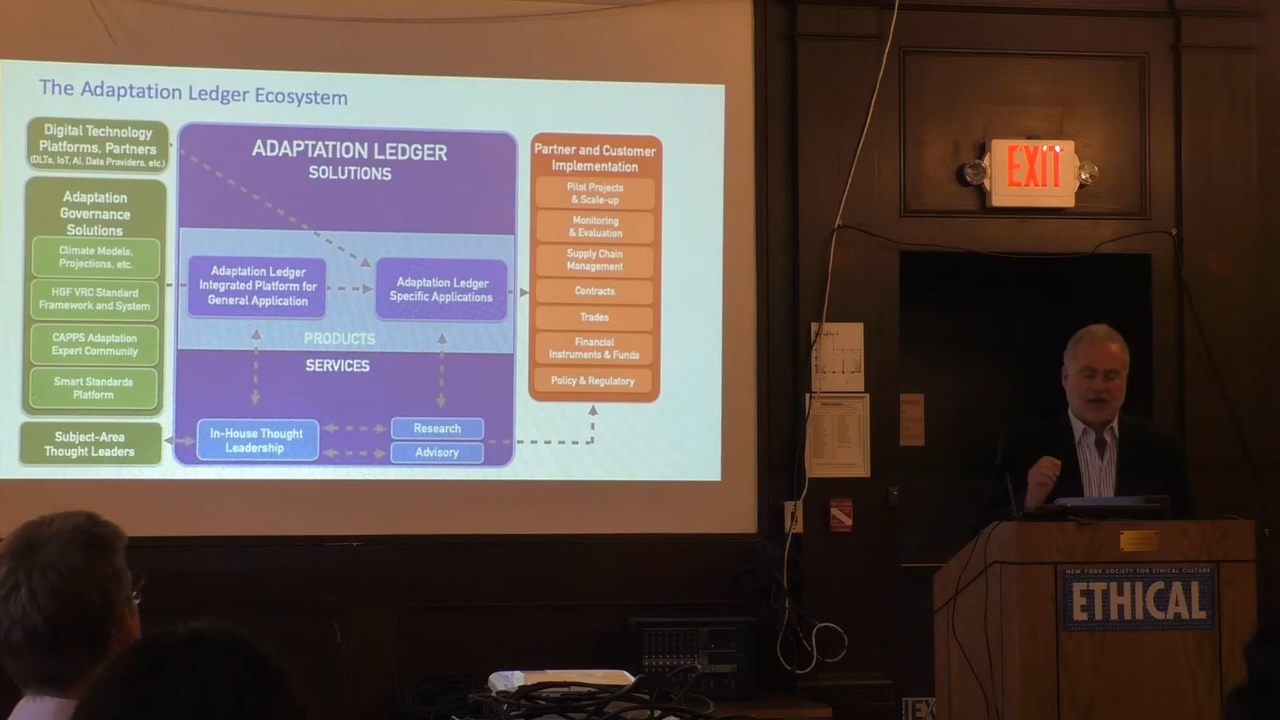 The Adaptation Ledger Ecosystem
Digital Technology
Platforms, Partners
(DLTs, IoT, AI, Data Providers, etc.)
Adaptation
Governance
Solutions
Climate Models,
Projections, etc.
HGF VRC Standard
Framework and System
CAPPS Adaptation
Expert Community
Smart Standards
Platform
Subject-Area
Thought Leaders
ADAPTATION LEDGER
SOLUTIONS
Adaptation Ledger
Integrated Platform for
General Application
Adaptation Ledger
Specific Applications
PRODUCTS
SERVICES
In-House Thought
Leadership
Research
Advisory
Partner and Customer
Implementation
Pilot Projects
& Scale-up
Monitoring
& Evaluation
Supply Chain
Management
Contracts
Trades
Financial
Instruments & Funds
Policy & Regulatory
EXIT
NEW YORK SOCIETY FOR ETHICAL CULTURE
ETHICAL